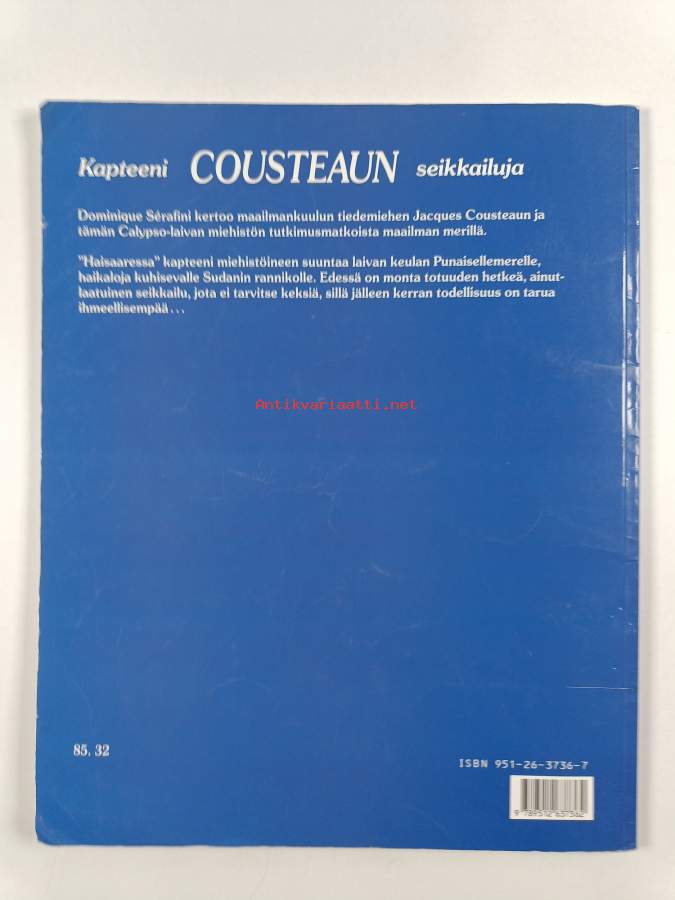 Kapteeni COUSTEAUN seikkailuja
Dominique Sérafini kertoo maailmankuulun tiedemiehen Jacques Cousteaun ja
tämän Calypso-laivan miehistön tutkimusmatkoista maailman merillä.
"Haisaaressa" kapteeni miehistöineen suuntaa laivan keulan Punaisellemerelle,
haikaloja kuhisevalle Sudanin rannikolle. Edessä on monta totuuden hetkeä, ainut-
laatuinen seikkailu, jota ei tarvitse keksiä, sillä jälleen kerran todellisuus on tarua
ihmeellisempää...
Antikvariaatti.net
85, 32
ISBN 951-26-3736-7
9 789512 637362